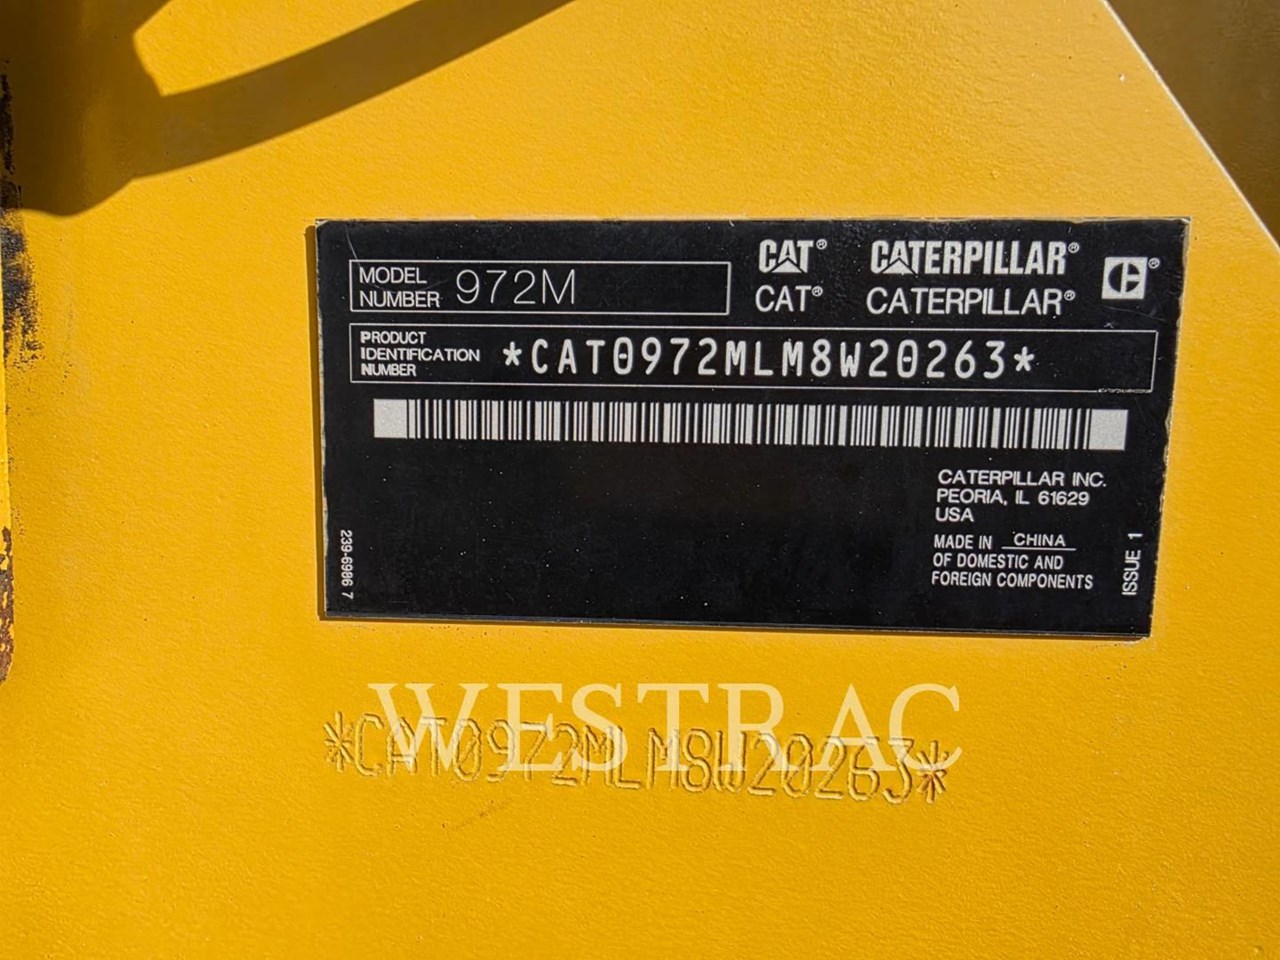 MODEL
NUMBER 972M
CAT® CATERPILLAR®
CAT® CATERPILLAR®
PRODUCT
IDENTIFICATION
NUMBER
*CAT0972MLM8W20263*
CATERPILLAR INC.
PEORIA, IL 61629
USA
MADE IN CHINA
OF DOMESTIC AND
FOREIGN COMPONENTS
239-6986 7
ISSUE 1
WESTRAC
*CAT0972MLM8W20263*